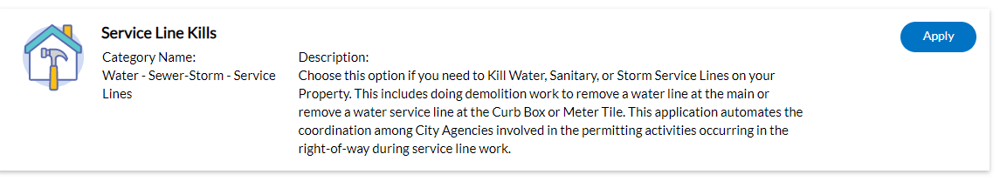 Service Line Kills
Apply
Category Name:
Water - Sewer-Storm - Service
Lines
Description:
Choose this option if you need to Kill Water, Sanitary, or Storm Service Lines on your
Property. This includes doing demolition work to remove a water line at the main or
remove a water service line at the Curb Box or Meter Tile. This application automates the
coordination among City Agencies involved in the permitting activities occurring in the
right-of-way during service line work.